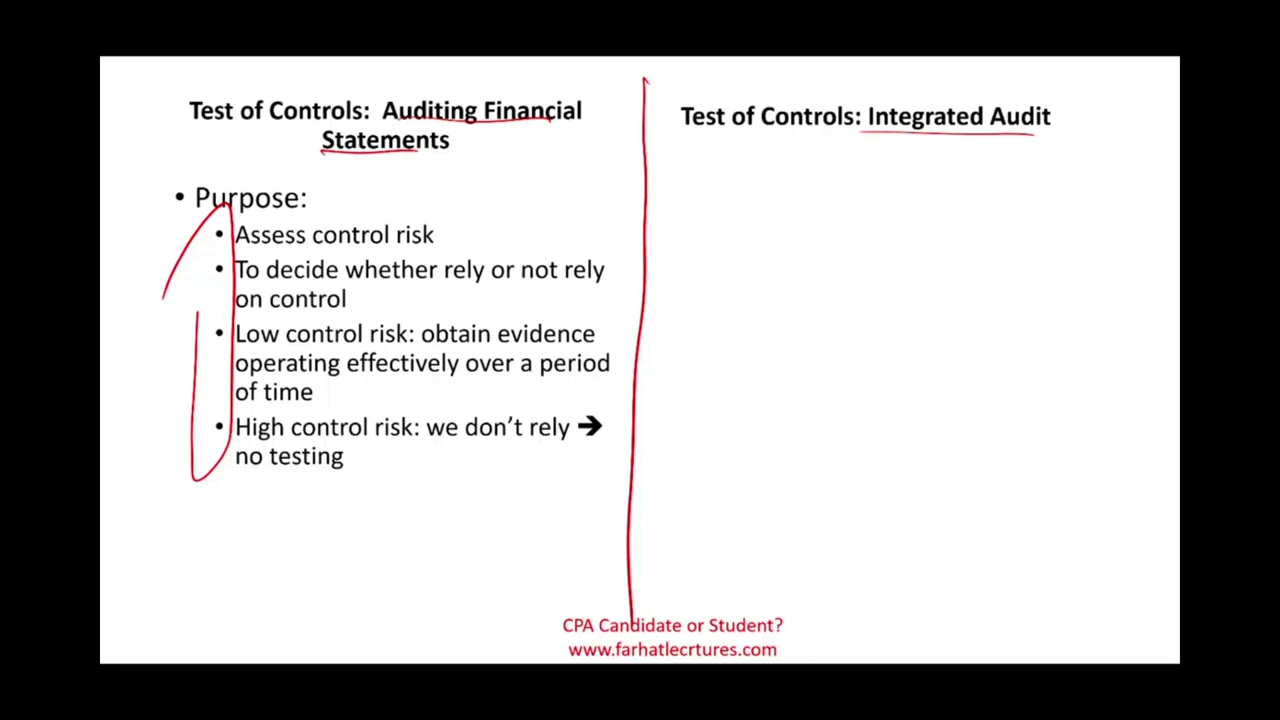 Test of Controls: Auditing Financial
Statements
• Purpose:
• Assess control risk
• To decide whether rely or not rely
on control
• Low control risk: obtain evidence
operating effectively over a period
of time
• High control risk: we don’t rely ➔
no testing
Test of Controls: Integrated Audit
CPA Candidate or Student?
www.farhatlecrtures.com